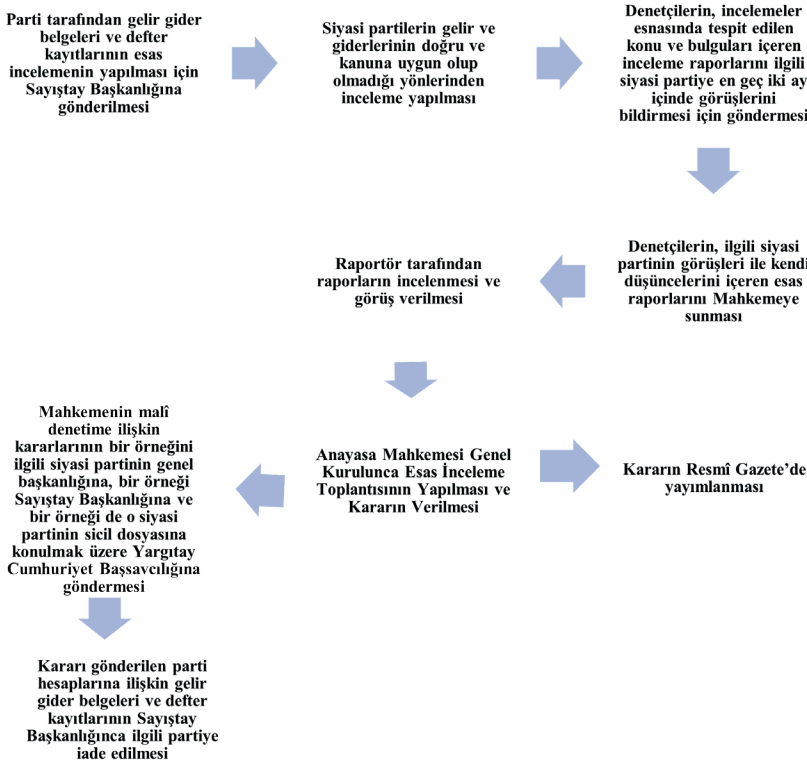 Parti tarafından gelir gider
belgeleri ve defter
kayıtlarının esas
incelemenin yapılması için
Sayıştay Başkanlığına
gönderilmesi
Siyasi partilerin gelir ve
giderlerinin doğru ve
kanuna uygun olup
olmadığı yönlerinden
inceleme yapılması
Denetçilerin, incelemeler
esnasında tespit edilen
konu ve bulguları içeren
inceleme raporlarını ilgili
siyasi partiye en geç iki ay
içinde görüşlerini
bildirmesi için göndermesi
Denetçilerin, ilgili siyasi
partinin görüşleri ile kendi
düşüncelerini içeren esas
raporlarını Mahkemeye
sunması
Raportör tarafından
raporların incelenmesi ve
görüş verilmesi
Anayasa Mahkemesi Genel
Kurulunca Esas İnceleme
Toplantısının Yapılması ve
Kararın Verilmesi
Kararın Resmî Gazete’de
yayımlanması
Mahkemenin malî
denetime ilişkin
kararlarının bir örneğini
ilgili siyasi partinin genel
başkanlığına, bir örneği
Sayıştay Başkanlığına ve
bir örneği de o siyasi
partinin sicil dosyasına
konulmak üzere Yargıtay
Cumhuriyet Başsavcılığına
göndermesi
Kararı gönderilen parti
hesaplarına ilişkin gelir
gider belgeleri ve defter
kayıtlarının Sayıştay
Başkanlığınca ilgili partiye
iade edilmesi